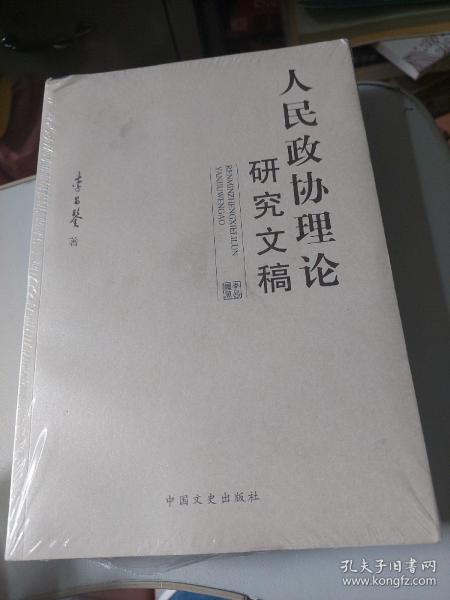 人民政协理论
研究文稿
RENMINZHENGXIELILUN
YANJIUWENGAO
李昌鉴 著
中国文史出版社
孔夫子旧书网
www.kongfz.com